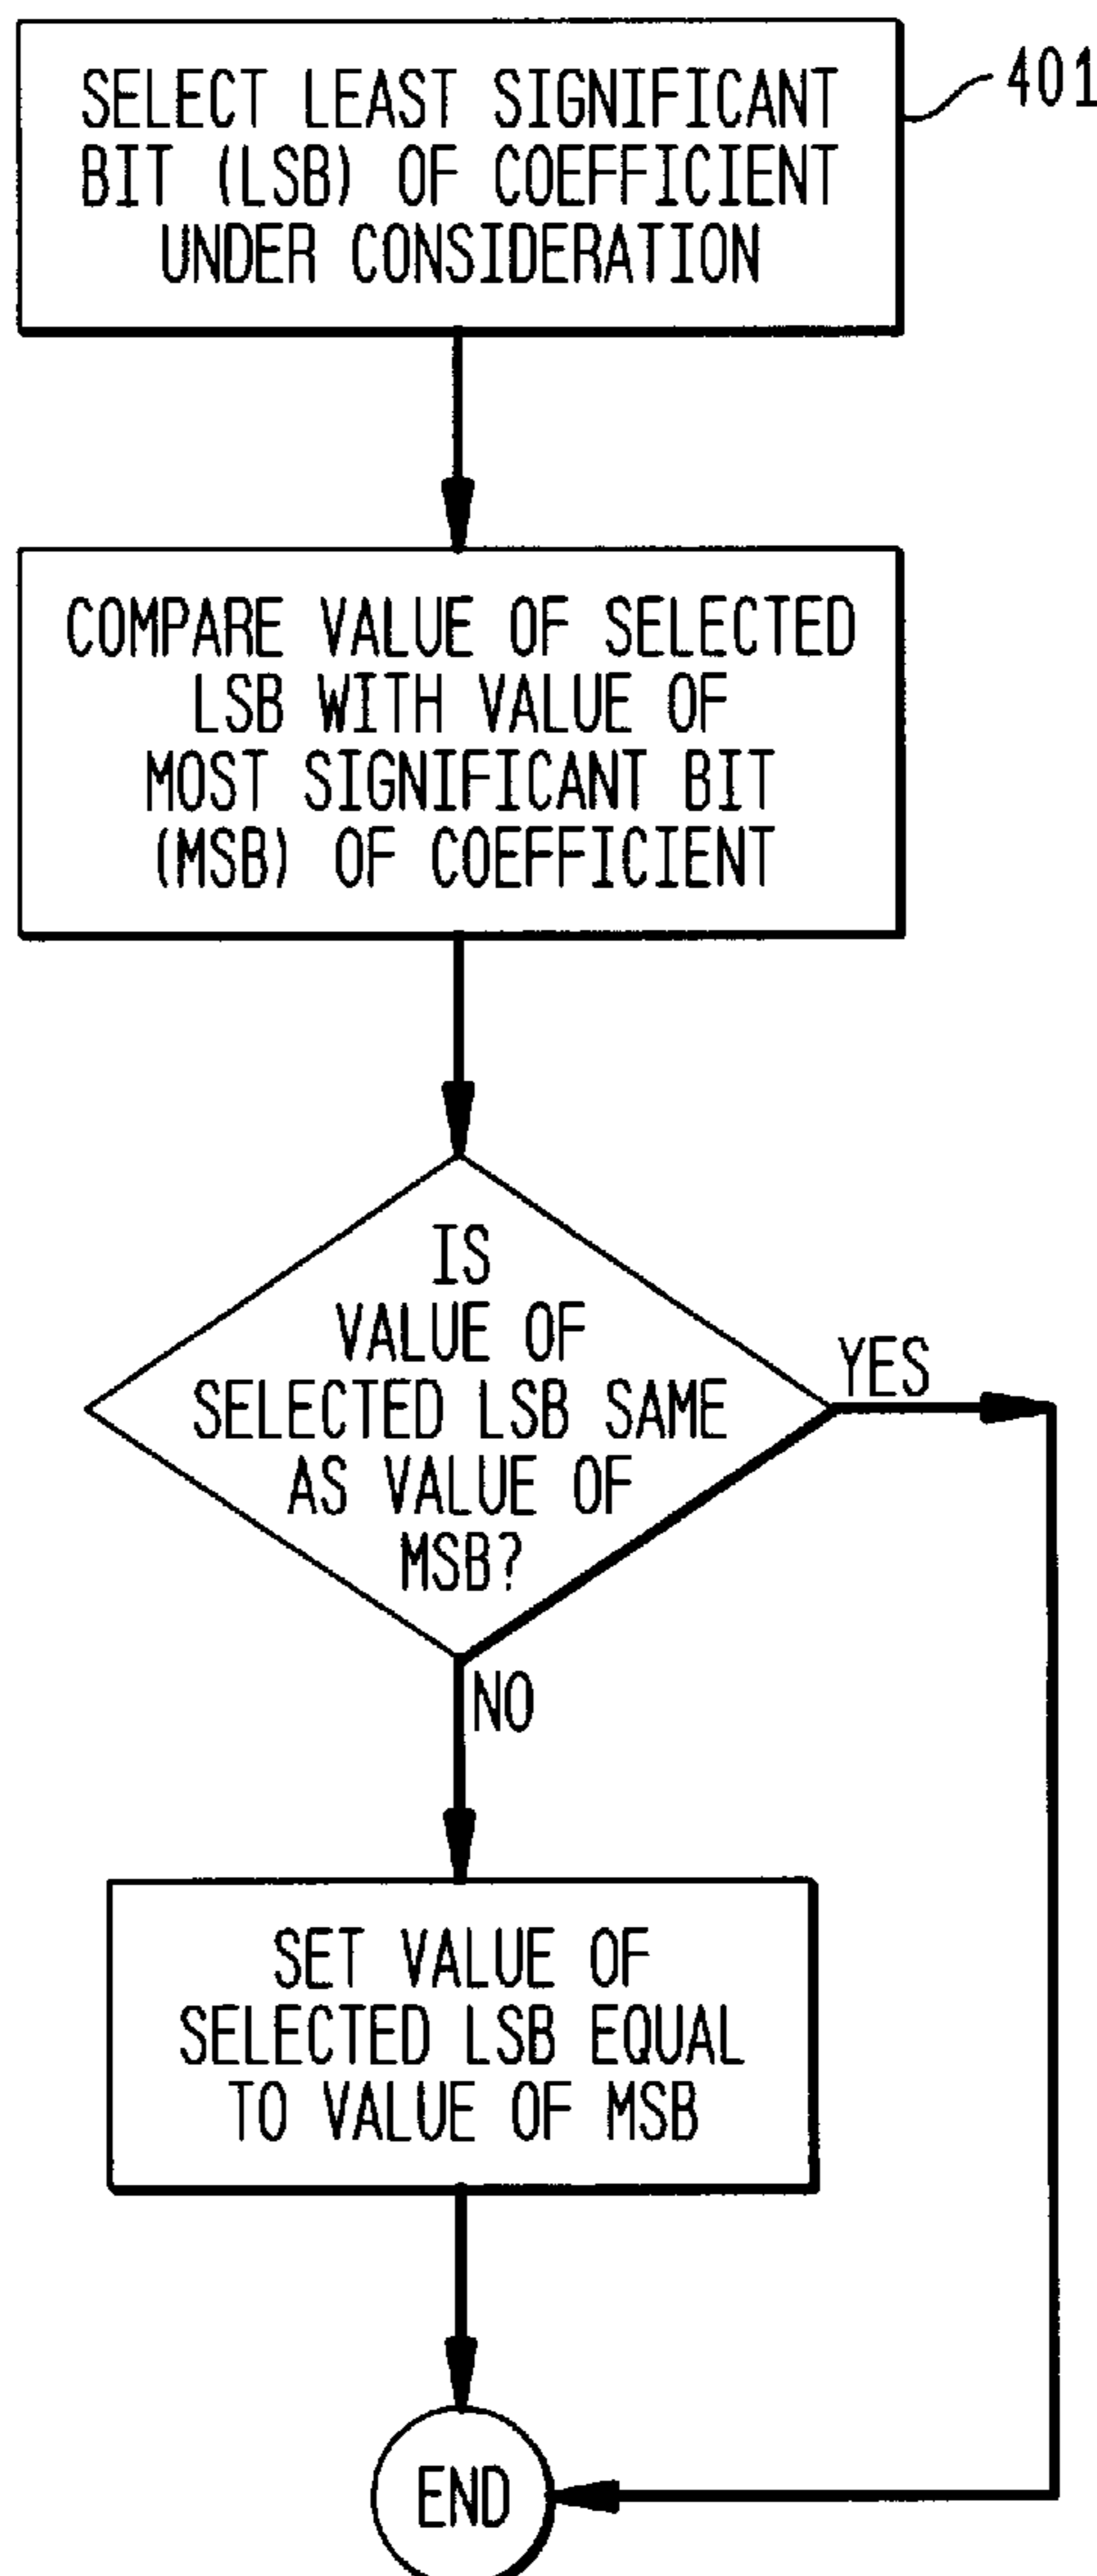 SELECT LEAST SIGNIFICANT
BIT (LSB) OF COEFFICIENT
UNDER CONSIDERATION
401
COMPARE VALUE OF SELECTED
LSB WITH VALUE OF
MOST SIGNIFICANT BIT
(MSB) OF COEFFICIENT
IS
VALUE OF
SELECTED LSB SAME
AS VALUE OF
MSB?
YES
NO
SET VALUE OF
SELECTED LSB EQUAL
TO VALUE OF MSB
END